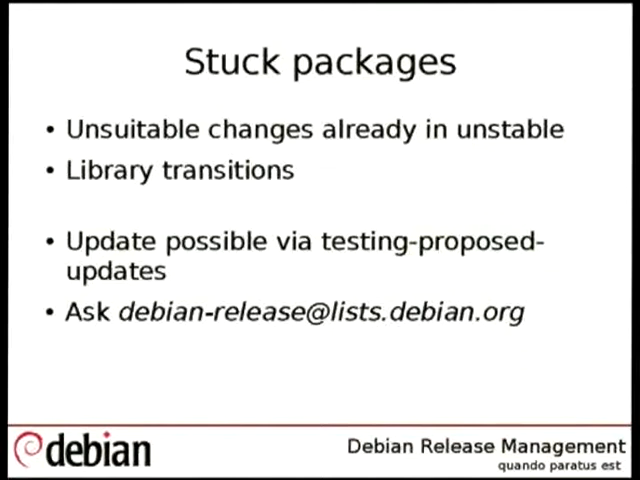 Stuck packages
• Unsuitable changes already in unstable
• Library transitions
• Update possible via testing-proposed-
updates
• Ask debian-release@lists.debian.org
debian
Debian Release Management
quando paratus est